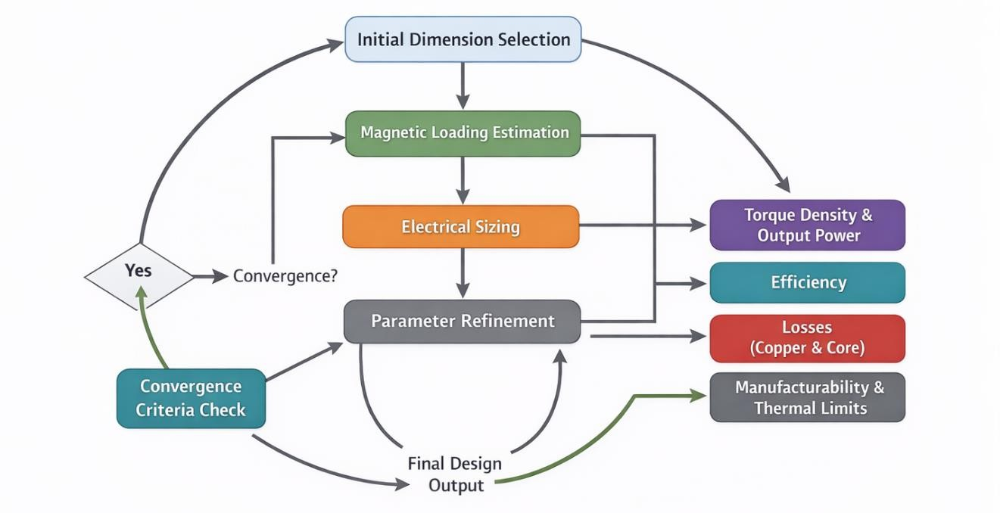 Initial Dimension Selection
Magnetic Loading Estimation
Electrical Sizing
Torque Density &
Output Power
Yes
Convergence?
Efficiency
Parameter Refinement
Losses
(Copper & Core)
Convergence
Criteria Check
Manufacturability &
Thermal Limits
Final Design
Output